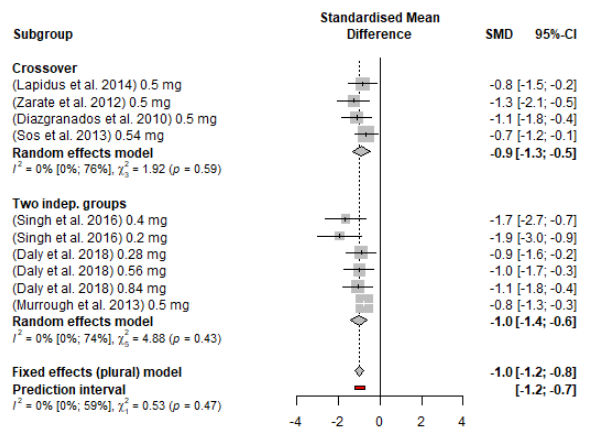 Standardised Mean
Subgroup Difference SMD 95%-CI
Crossover
(Lapidus et al. 2014) 0.5 mg -0.8 [-1.5; -0.2]
(Zarate et al. 2012) 0.5 mg -1.3 [-2.1; -0.5]
(Diazgranados et al. 2010) 0.5 mg -1.1 [-1.8; -0.4]
(Sos et al. 2013) 0.54 mg -0.7 [-1.2; -0.1]
Random effects model -0.9 [-1.3; -0.5]
I² = 0% [0%; 76%], χ²₃ = 1.92 (p = 0.59)
Two indep. groups
(Singh et al. 2016) 0.4 mg -1.7 [-2.7; -0.7]
(Singh et al. 2016) 0.2 mg -1.9 [-3.0; -0.9]
(Daly et al. 2018) 0.28 mg -0.9 [-1.6; -0.2]
(Daly et al. 2018) 0.56 mg -1.0 [-1.7; -0.3]
(Daly et al. 2018) 0.84 mg -1.1 [-1.8; -0.4]
(Murrough et al. 2013) 0.5 mg -0.8 [-1.3; -0.3]
Random effects model -1.0 [-1.4; -0.6]
I² = 0% [0%; 74%], χ²₅ = 4.88 (p = 0.43)
Fixed effects (plural) model -1.0 [-1.2; -0.8]
Prediction interval [-1.2; -0.7]
I² = 0% [0%; 59%], χ²₁ = 0.53 (p = 0.47)
-4 -2 0 2 4